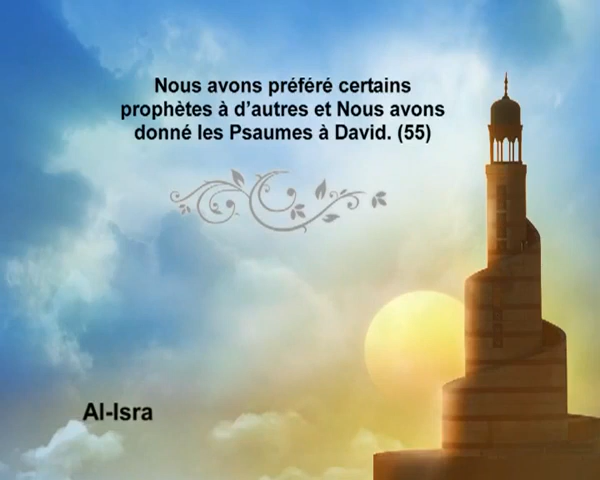 Nous avons préféré certains
prophètes à d'autres et Nous avons
donné les Psaumes à David. (55)
Al-Isra